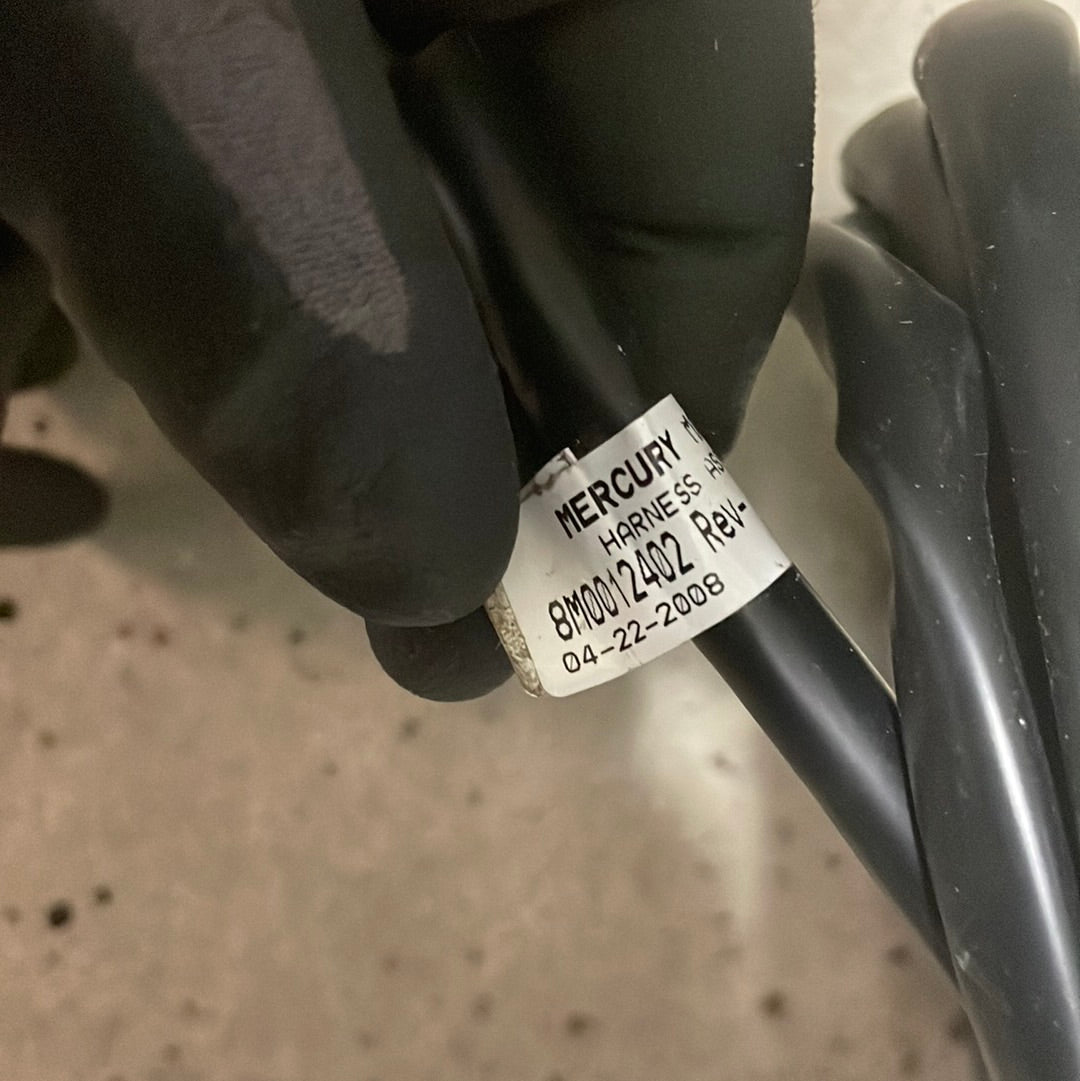 MERCURY
HARNESS
8M0012402 Rev-
04-22-2008